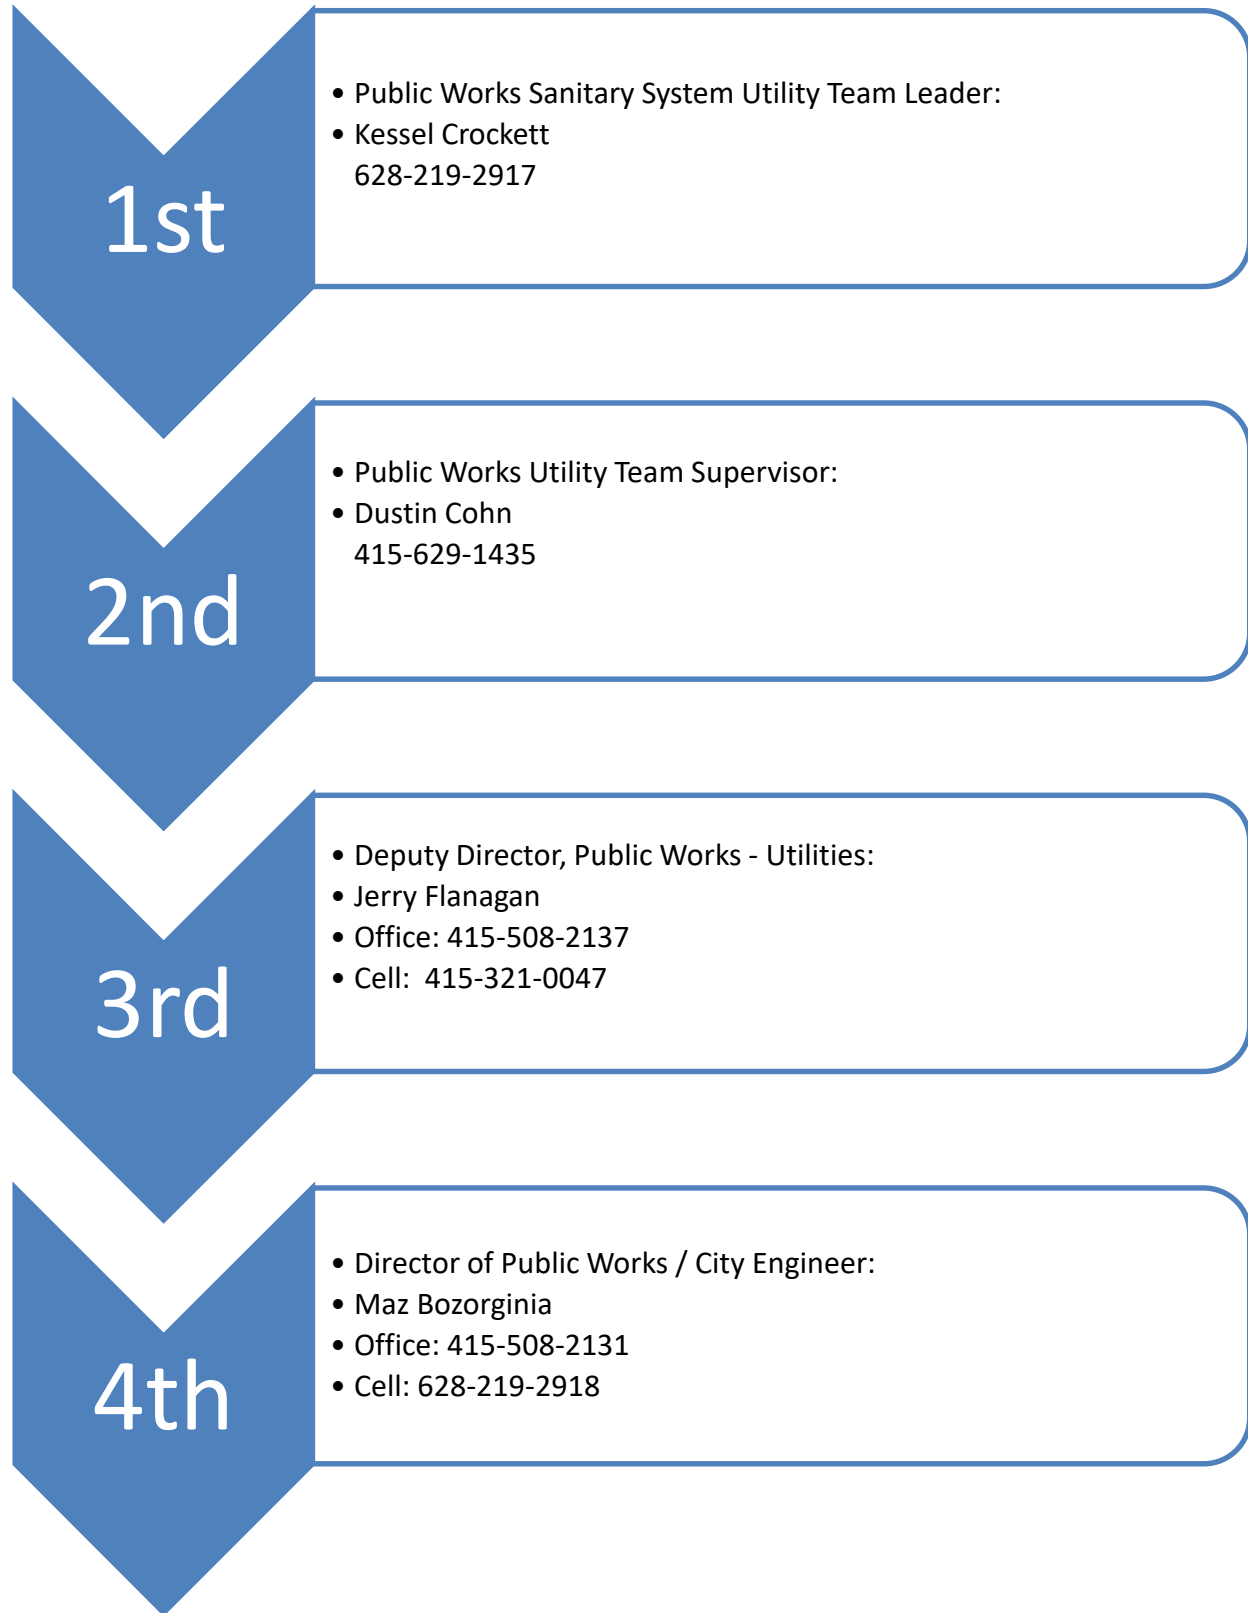 1st
• Public Works Sanitary System Utility Team Leader:
• Kessel Crockett
628-219-2917
2nd
• Public Works Utility Team Supervisor:
• Dustin Cohn
415-629-1435
3rd
• Deputy Director, Public Works - Utilities:
• Jerry Flanagan
• Office: 415-508-2137
• Cell:  415-321-0047
4th
• Director of Public Works / City Engineer:
• Maz Bozorginia
• Office: 415-508-2131
• Cell: 628-219-2918